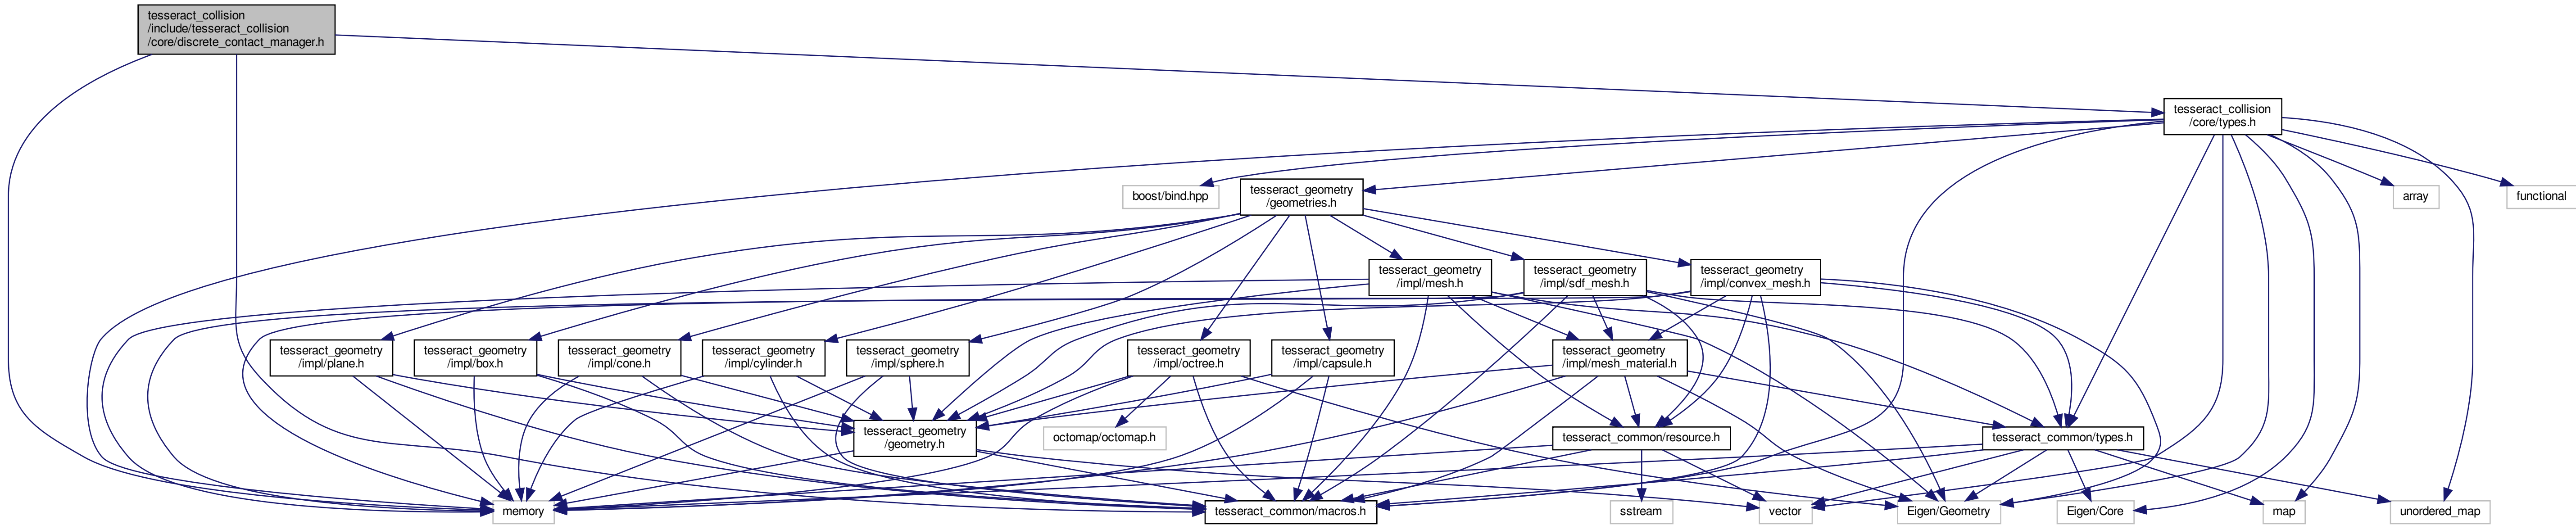 tesseract_collision
/include/tesseract_collision
/core/discrete_contact_manager.h
tesseract_collision
/core/types.h
boost/bind.hpp
tesseract_geometry
/geometries.h
array
functional
tesseract_geometry
/impl/mesh.h
tesseract_geometry
/impl/sdf_mesh.h
tesseract_geometry
/impl/convex_mesh.h
tesseract_geometry
/impl/plane.h
tesseract_geometry
/impl/box.h
tesseract_geometry
/impl/cone.h
tesseract_geometry
/impl/cylinder.h
tesseract_geometry
/impl/sphere.h
tesseract_geometry
/impl/octree.h
tesseract_geometry
/impl/capsule.h
tesseract_geometry
/impl/mesh_material.h
tesseract_geometry
/geometry.h
octomap/octomap.h
tesseract_common/resource.h
tesseract_common/types.h
memory
tesseract_common/macros.h
sstream
vector
Eigen/Geometry
Eigen/Core
map
unordered_map